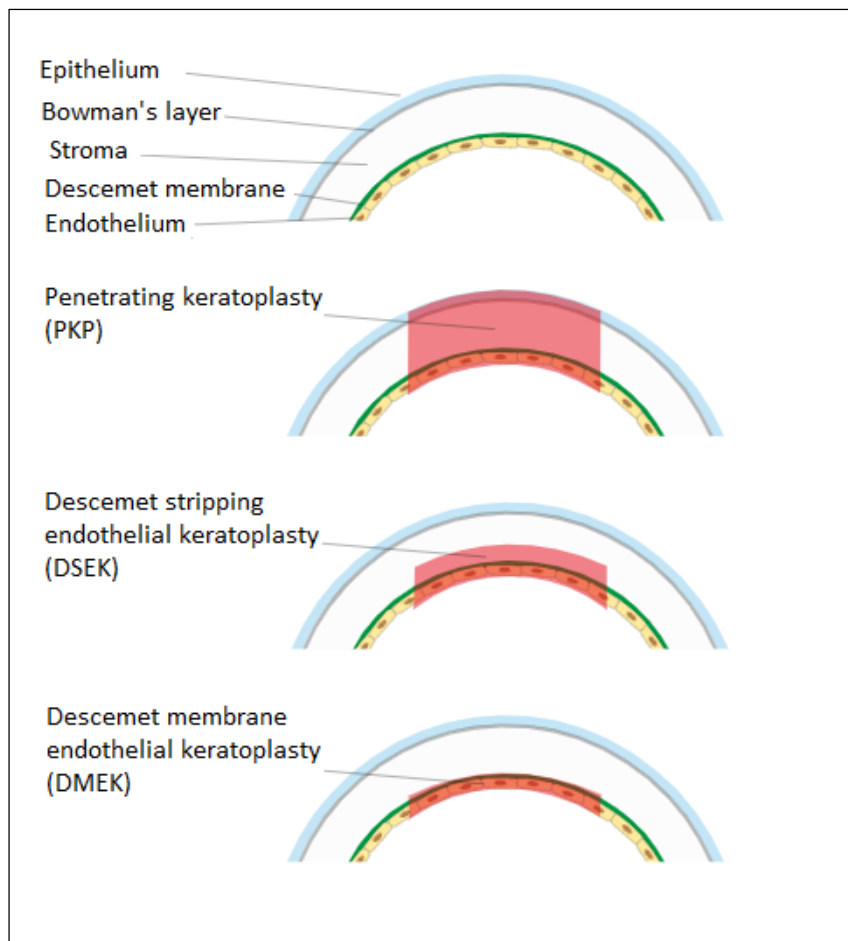 Epithelium
Bowman's layer
Stroma
Descemet membrane
Endothelium
Penetrating keratoplasty
(PKP)
Descemet stripping
endothelial keratoplasty
(DSEK)
Descemet membrane
endothelial keratoplasty
(DMEK)